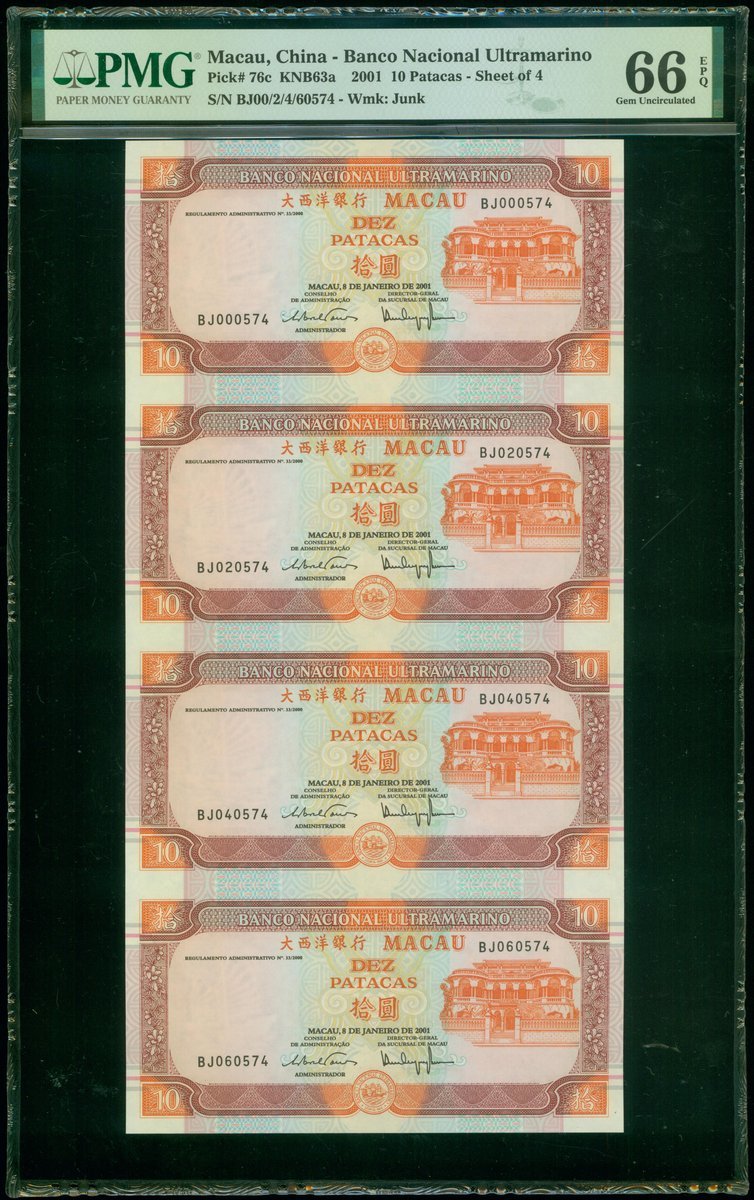 PMG®
PAPER MONEY GUARANTY
Macau, China - Banco Nacional Ultramarino
Pick# 76c KNB63a 2001 10 Patacas - Sheet of 4
S/N BJ00/2/4/60574 - Wmk: Junk
66 EPQ
Gem Uncirculated
拾 BANCO NACIONAL ULTRAMARINO 10
大西洋銀行 MACAU BJ000574
REGULAMENTO ADMINISTRATIVO Nº. 33/2000
DEZ
PATACAS
拾圓
MACAU, 8 DE JANEIRO DE 2001
CONSELHO DIRECTOR-GERAL
DE ADMINISTRAÇÃO DA SUCURSAL DE MACAU
BJ000574
ADMINISTRADOR
10 拾
拾 BANCO NACIONAL ULTRAMARINO 10
大西洋銀行 MACAU BJ020574
REGULAMENTO ADMINISTRATIVO Nº. 33/2000
DEZ
PATACAS
拾圓
MACAU, 8 DE JANEIRO DE 2001
CONSELHO DIRECTOR-GERAL
DE ADMINISTRAÇÃO DA SUCURSAL DE MACAU
BJ020574
ADMINISTRADOR
10 拾
拾 BANCO NACIONAL ULTRAMARINO 10
大西洋銀行 MACAU BJ040574
REGULAMENTO ADMINISTRATIVO Nº. 33/2000
DEZ
PATACAS
拾圓
MACAU, 8 DE JANEIRO DE 2001
CONSELHO DIRECTOR-GERAL
DE ADMINISTRAÇÃO DA SUCURSAL DE MACAU
BJ040574
ADMINISTRADOR
10 拾
拾 BANCO NACIONAL ULTRAMARINO 10
大西洋銀行 MACAU BJ060574
REGULAMENTO ADMINISTRATIVO Nº. 33/2000
DEZ
PATACAS
拾圓
MACAU, 8 DE JANEIRO DE 2001
CONSELHO DIRECTOR-GERAL
DE ADMINISTRAÇÃO DA SUCURSAL DE MACAU
BJ060574
ADMINISTRADOR
10 拾